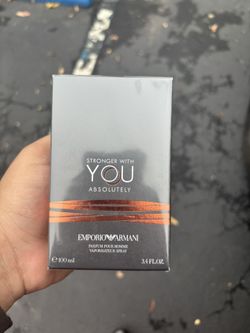 STRONGER WITH
YOU
ABSOLUTELY
EMPORIO ARMANI
PARFUM POUR HOMME
VAPORISATEUR SPRAY
e 100 ml 3.4 FL.OZ.